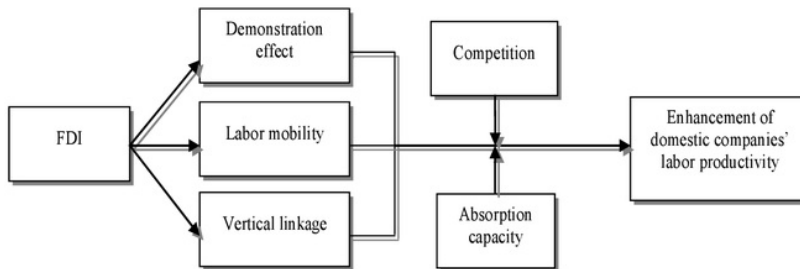 Demonstration
effect
Competition
FDI
Labor mobility
Enhancement of
domestic companies'
labor productivity
Vertical linkage
Absorption
capacity